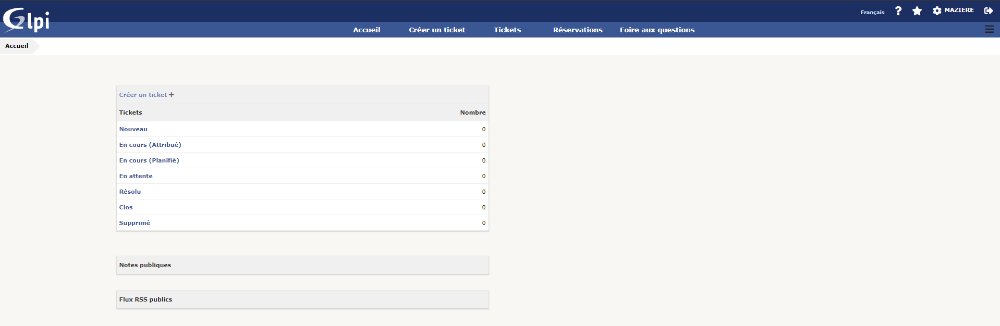 Glpi
Français ? MAZIERE
Accueil Créer un ticket Tickets Réservations Foire aux questions
Accueil
Créer un ticket +
Tickets Nombre
Nouveau 0
En cours (Attribué) 0
En cours (Planifié) 0
En attente 0
Résolu 0
Clos 0
Supprimé 0
Notes publiques
Flux RSS publics